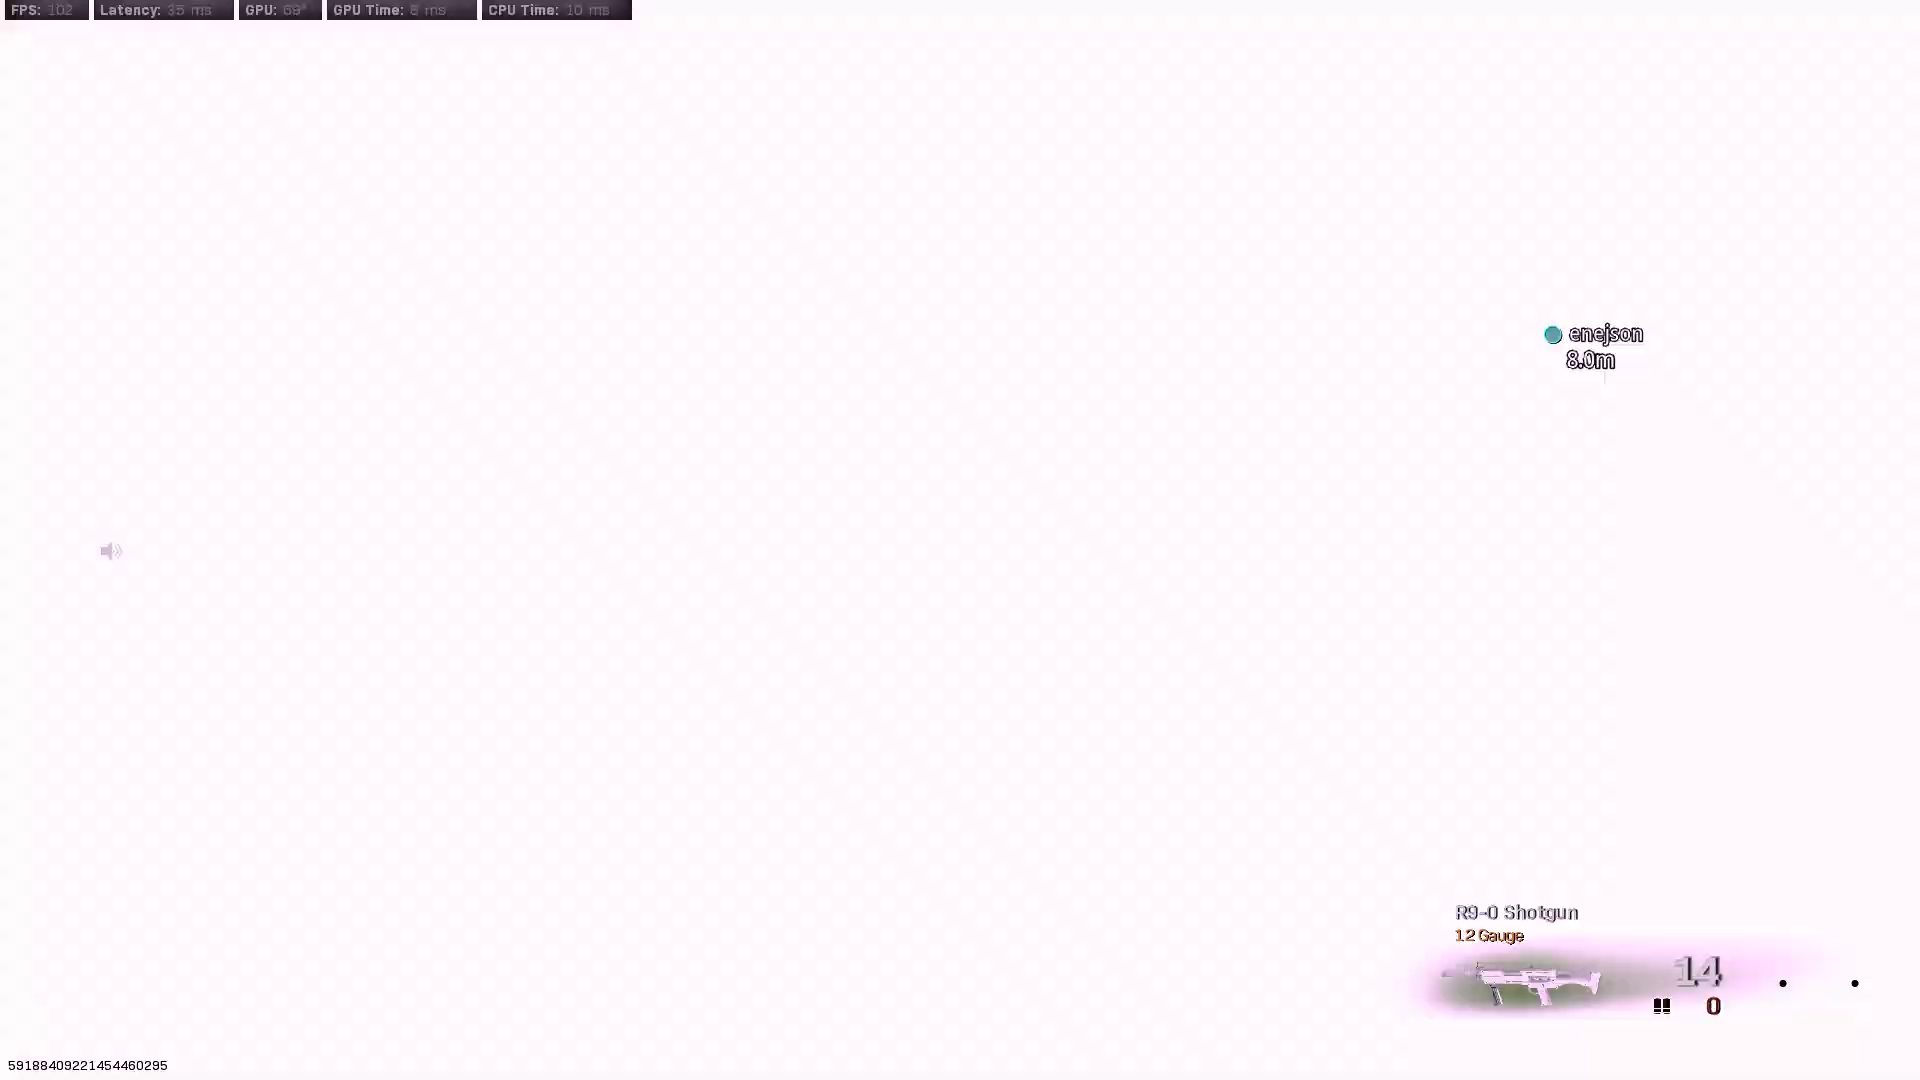 FPS: 102 Latency: 35 ms GPU: 69° GPU Time: 8 ms CPU Time: 10 ms
enejson
8.0m
R9-0 Shotgun
12 Gauge
14
0
59188409221454460295